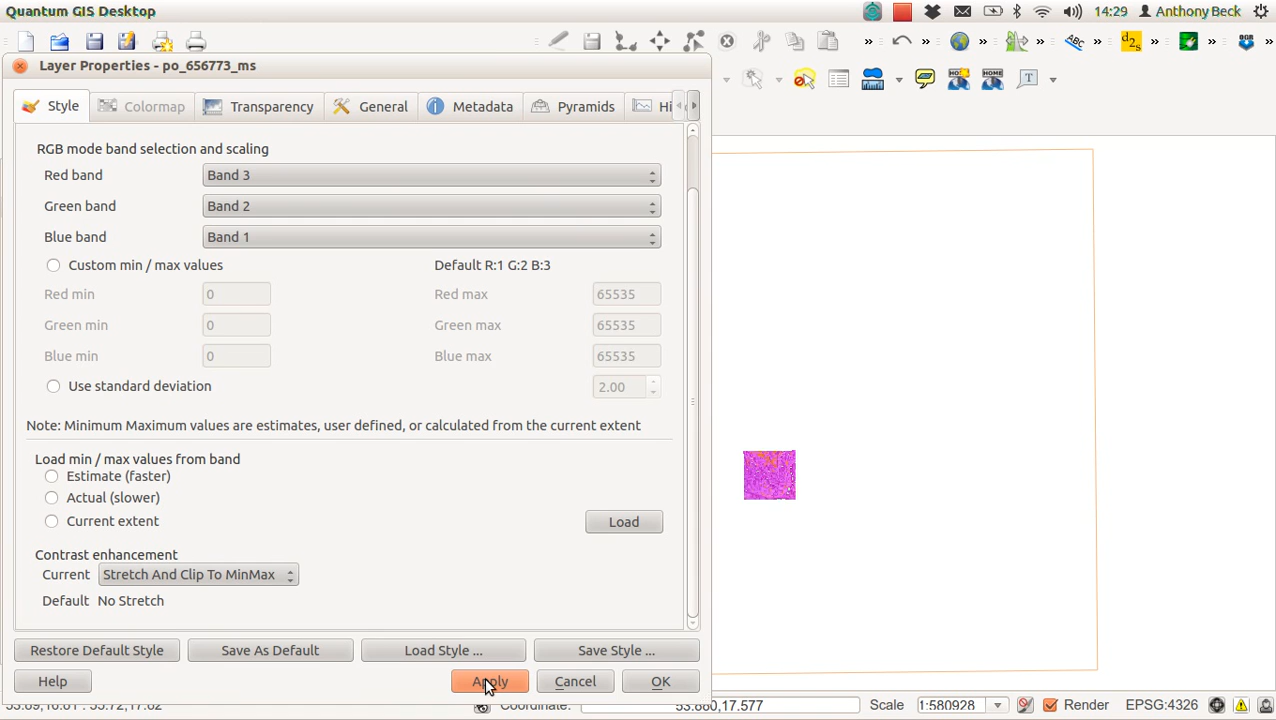 Quantum GIS Desktop 14:29 Anthony Beck
Layer Properties - po_656773_ms
Style Colormap Transparency General Metadata Pyramids Hi
RGB mode band selection and scaling
Red band Band 3
Green band Band 2
Blue band Band 1
Custom min / max values Default R:1 G:2 B:3
Red min 0 Red max 65535
Green min 0 Green max 65535
Blue min 0 Blue max 65535
Use standard deviation 2.00
Note: Minimum Maximum values are estimates, user defined, or calculated from the current extent
Load min / max values from band
Estimate (faster)
Actual (slower)
Current extent Load
Contrast enhancement
Current Stretch And Clip To MinMax
Default No Stretch
Restore Default Style Save As Default Load Style ... Save Style ...
Help Apply Cancel OK
Coordinate: 53.680,17.577 Scale 1:580928 Render EPSG:4326